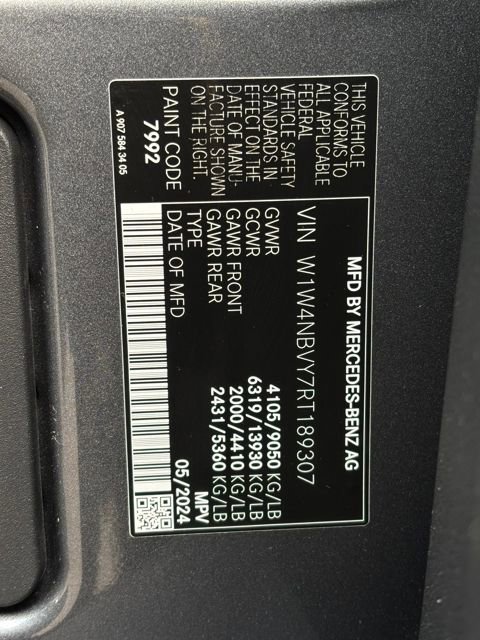 MFD BY MERCEDES-BENZ AG
VIN W1W4NBVY7RT189307
GVWR 4105/9050 KG/LB
GCWR 6319/13930 KG/LB
GAWR FRONT 2000/4410 KG/LB
GAWR REAR 2431/5360 KG/LB
TYPE MPV
DATE OF MFD 05/2024
THIS VEHICLE
CONFORMS TO
ALL APPLICABLE
FEDERAL
VEHICLE SAFETY
STANDARDS IN
EFFECT ON THE
DATE OF MANU-
FACTURE SHOWN
ON THE RIGHT.
PAINT CODE
7992
A 907 584 34 05